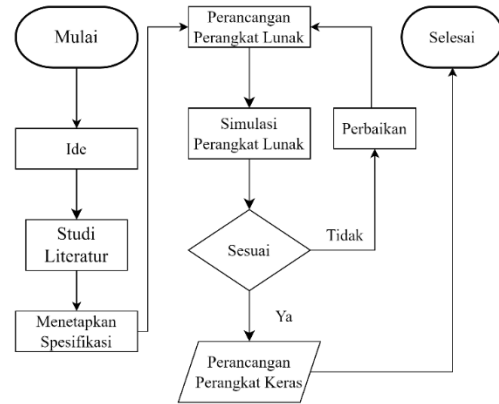 Mulai
Ide
Studi
Literatur
Menetapkan
Spesifikasi
Perancangan
Perangkat Lunak
Simulasi
Perangkat Lunak
Sesuai
Tidak
Perbaikan
Ya
Perancangan
Perangkat Keras
Selesai